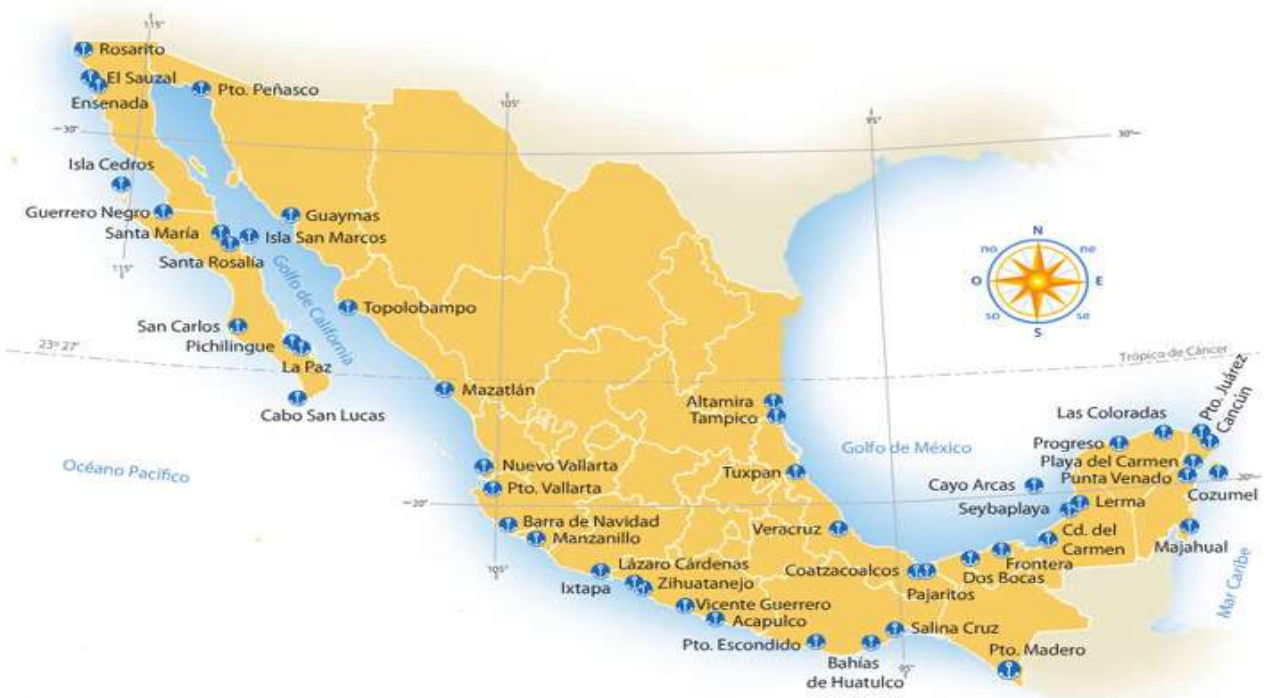 115°
Rosarito
El Sauzal
Ensenada
Pto. Peñasco
105°
95°
30°
30°
Isla Cedros
Guerrero Negro
Santa María
Santa Rosalía
Isla San Marcos
Guaymas
115°
Golfo de California
N
no
ne
O
E
so
se
S
San Carlos
Pichilingue
La Paz
Topolobampo
23° 27'
Trópico de Cáncer
Cabo San Lucas
Mazatlán
Altamira
Tampico
Las Coloradas
Pto. Juárez
Cancún
Golfo de México
Progreso
Playa del Carmen
Punta Venado
Cozumel
20°
Océano Pacífico
Nuevo Vallarta
Pto. Vallarta
Tuxpan
Cayo Arcas
Seybaplaya
Lerma
20°
Barra de Navidad
Manzanillo
Veracruz
Cd. del
Carmen
Majahual
Mar Caribe
105°
Lázaro Cárdenas
Ixtapa
Zihuatanejo
Coatzacoalcos
Pajaritos
Dos Bocas
Frontera
Vicente Guerrero
Acapulco
Pto. Escondido
Salina Cruz
Bahías
de Huatulco
95°
Pto. Madero